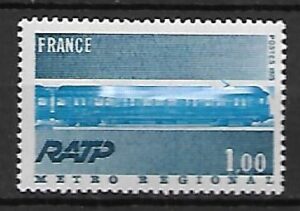 FRANCE
POSTES 1975
RATP
1.00
METRO REGIONAL